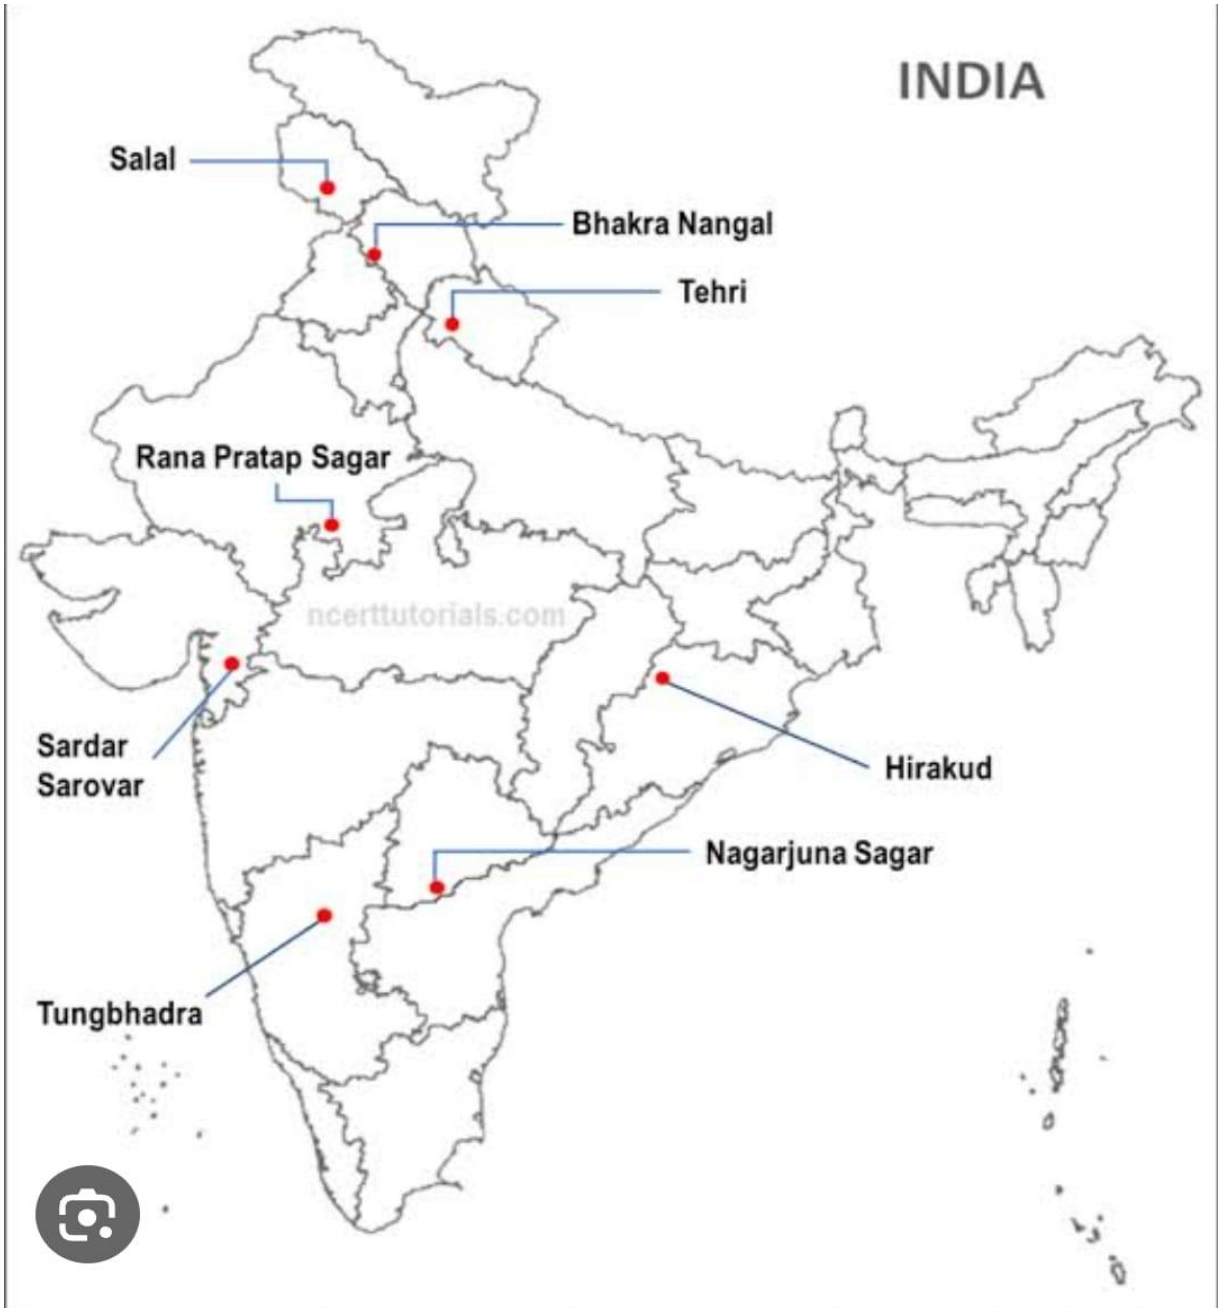 INDIA
Salal
Bhakra Nangal
Tehri
Rana Pratap Sagar
ncerttutorials.com
Sardar
Sarovar
Hirakud
Nagarjuna Sagar
Tungbhadra